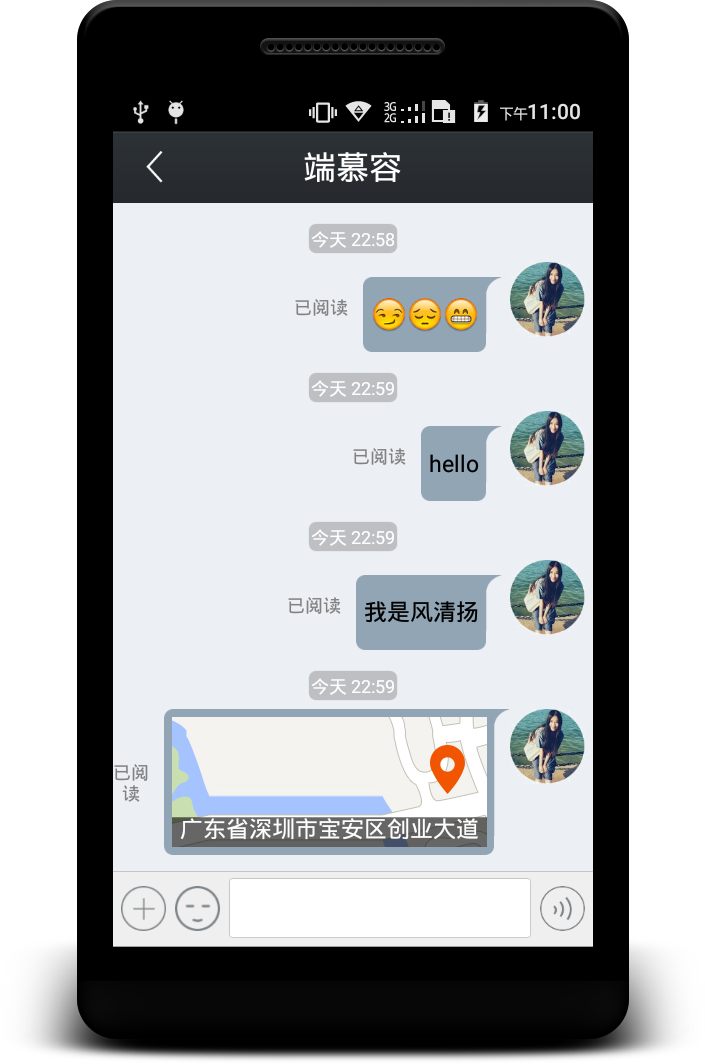 3G
2G
下午11:00
端慕容
今天 22:58
已阅读
今天 22:59
已阅读
hello
今天 22:59
已阅读
我是风清扬
今天 22:59
已阅
读
广东省深圳市宝安区创业大道